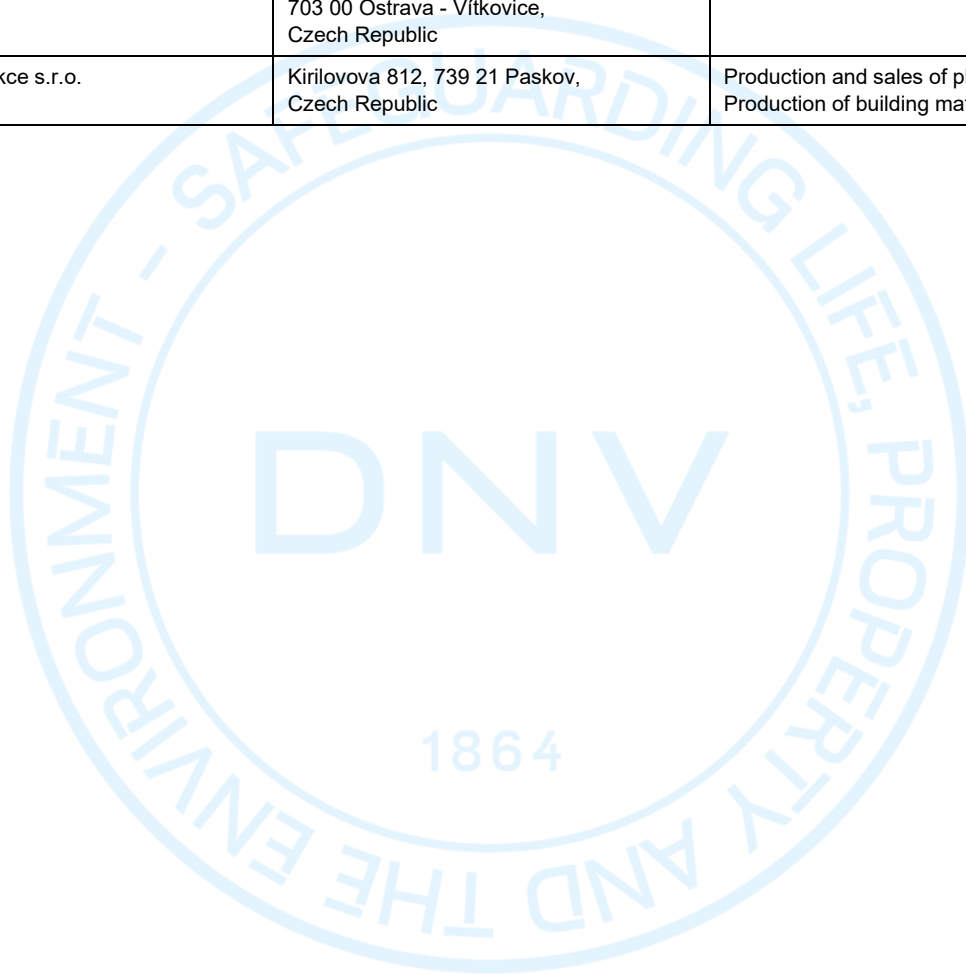 703 00 Ostrava - Vítkovice,
Czech Republic
kce s.r.o.
Kirilovova 812, 739 21 Paskov,
Czech Republic
Production and sales of
Production of building
SAFEGUARDING LIFE, PROPERTY AND THE ENVIRONMENT -
DNV
1864